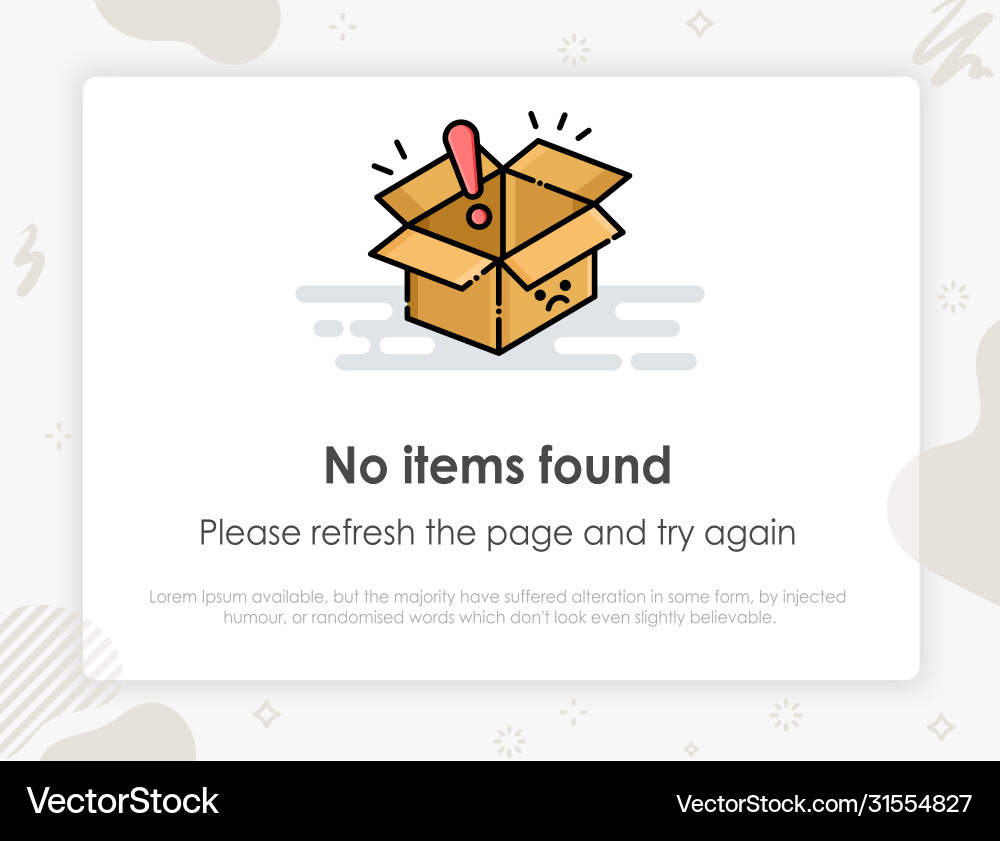 No items found
Please refresh the page and try again
Lorem Ipsum available, but the majority have suffered alteration in some form, by injected
humour, or randomised words which don't look even slightly believable.
VectorStock
VectorStock.com/31554827